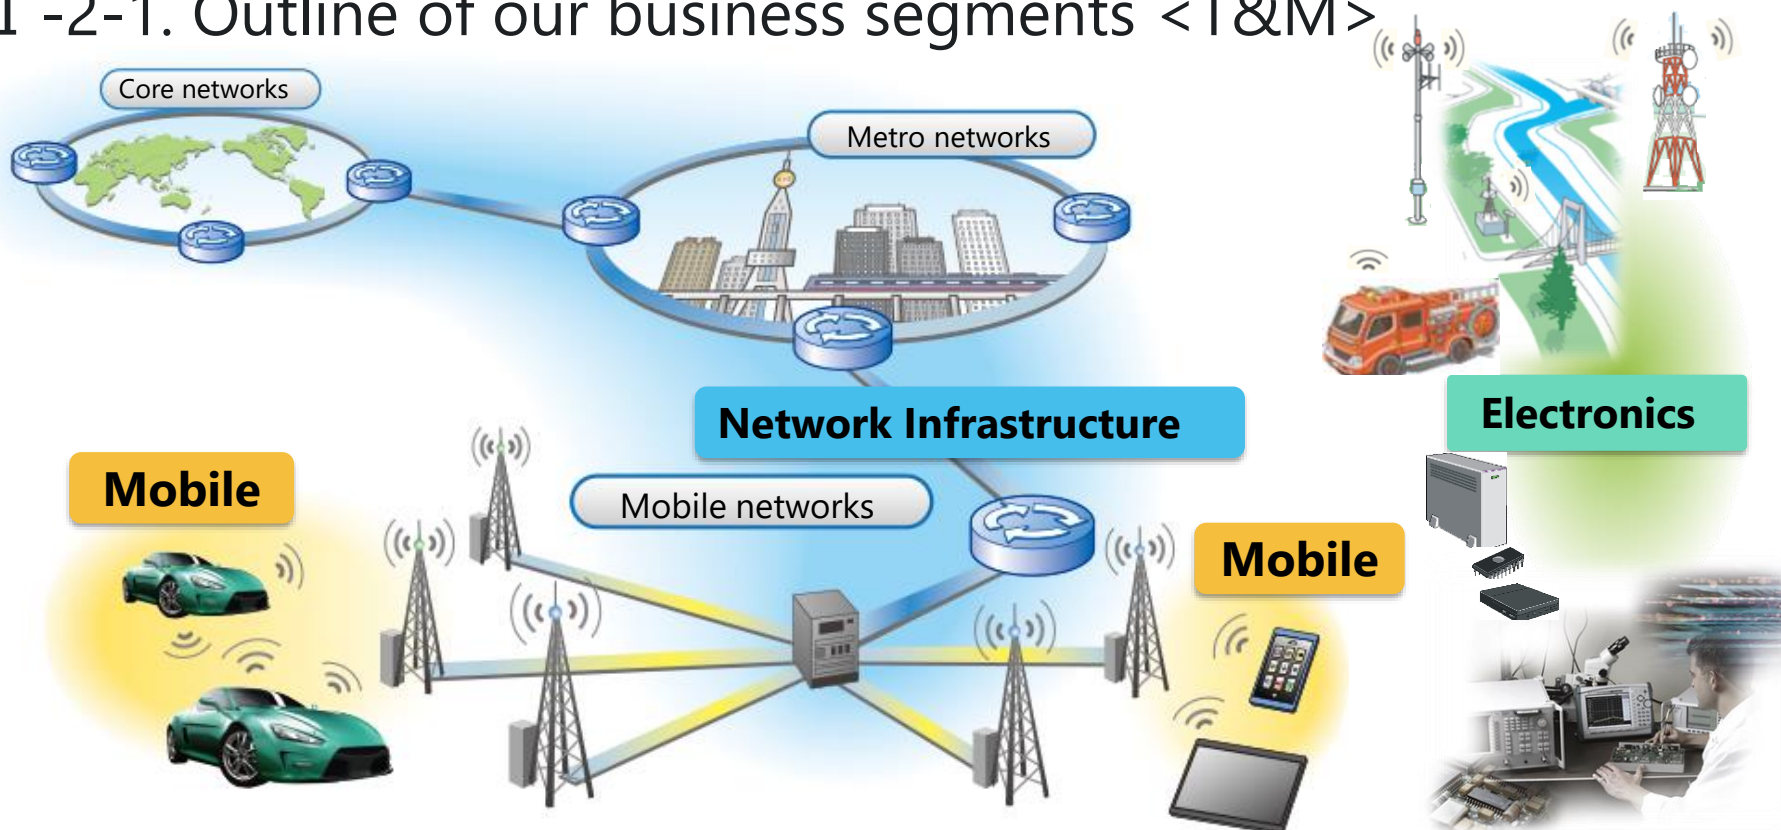 I -2-1. Outline of our business segments <T&M>
Core networks
Metro networks
Network Infrastructure
Electronics
Mobile
Mobile networks
Mobile